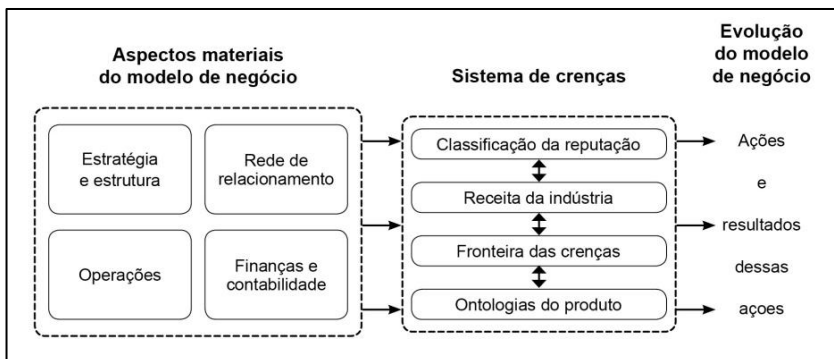 Aspectos materiais
do modelo de negócio
Sistema de crenças
Evolução
do modelo
de negócio
Estratégia
e estrutura
Rede de
relacionamento
Operações
Finanças e
contabilidade
Classificação da reputação
Receita da indústria
Fronteira das crenças
Ontologias do produto
Ações
e
resultados
dessas
açoes